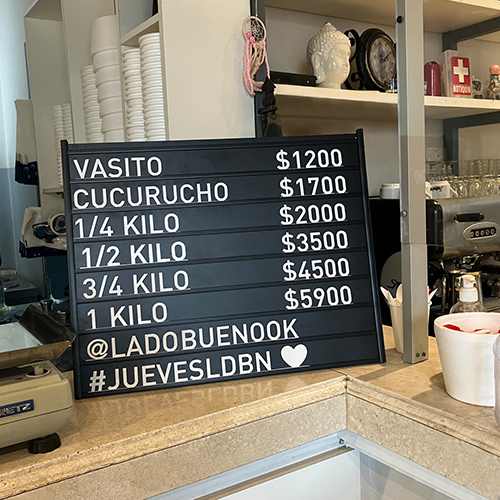 VASITO $1200
CUCURUCHO $1700
1/4 KILO $2000
1/2 KILO $3500
3/4 KILO $4500
1 KILO $5900
@LADOBUENOOK
#JUEVESLDBN
BOTIQUIN